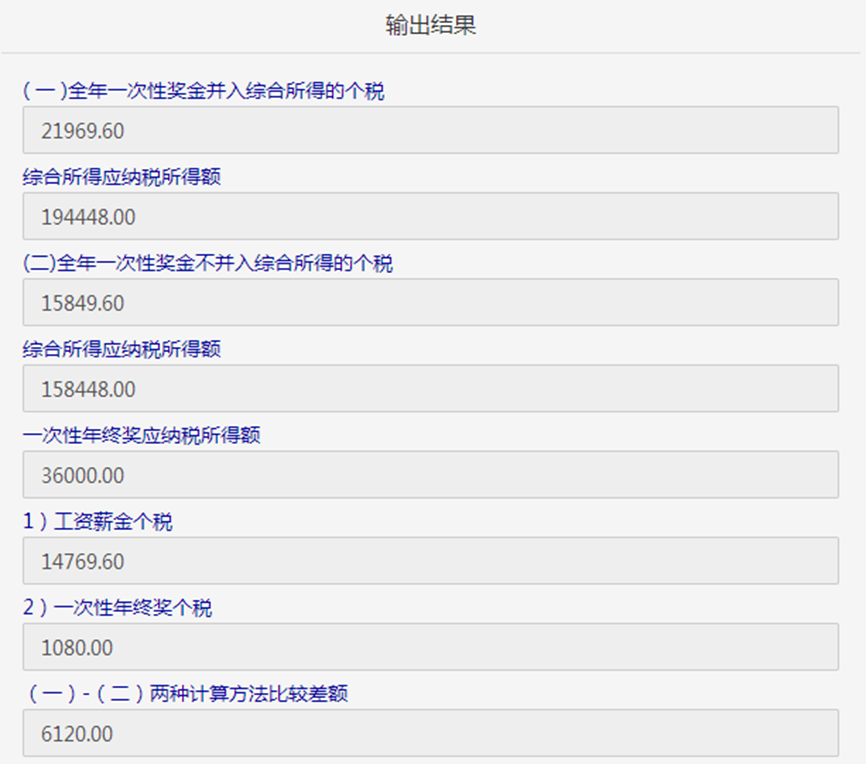 输出结果
( 一 )全年一次性奖金并入综合所得的个税
21969.60
综合所得应纳税所得额
194448.00
(二)全年一次性奖金不并入综合所得的个税
15849.60
综合所得应纳税所得额
158448.00
一次性年终奖应纳税所得额
36000.00
1 ) 工资薪金个税
14769.60
2 ) 一次性年终奖个税
1080.00
( 一 ) - ( 二 ) 两种计算方法比较差额
6120.00